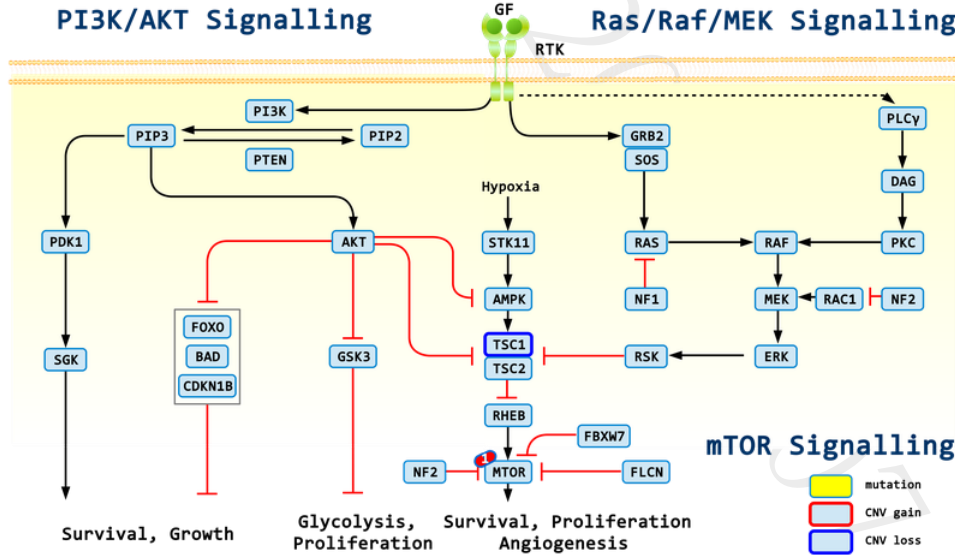 PI3K/AKT Signalling
GF
Ras/Raf/MEK Signalling
RTK
PI3K
PLCγ
PIP3
PIP2
GRB2
PTEN
SOS
DAG
Hypoxia
PDK1
AKT
STK11
RAS
RAF
PKC
AMPK
NF1
MEK
RAC1
NF2
FOXO
TSC1
SGK
BAD
GSK3
RSK
ERK
TSC2
CDKN1B
RHEB
FBXW7
mTOR Signalling
1
NF2
MTOR
FLCN
mutation
CNV gain
CNV loss
Survival, Growth
Glycolysis,
Proliferation
Survival, Proliferation
Angiogenesis